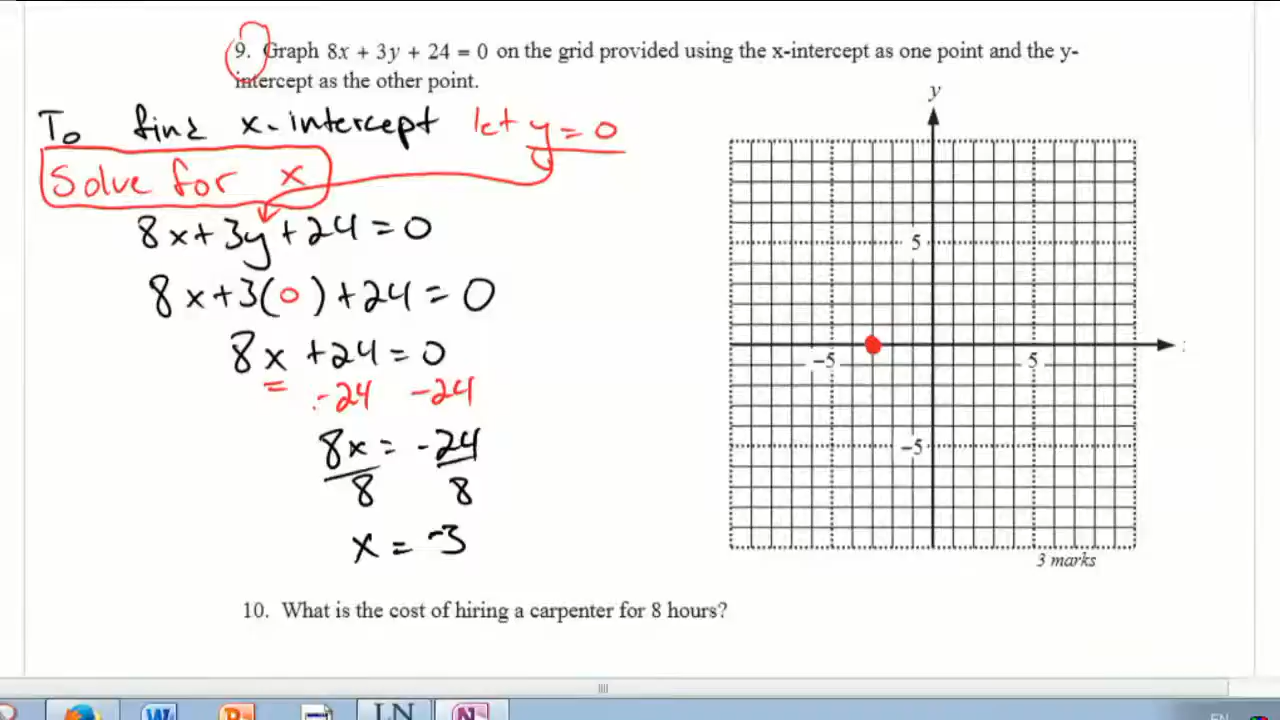 9. Graph 8x + 3y + 24 = 0 on the grid provided using the x-intercept as one point and the y-
intercept as the other point.
To find x-intercept let y = 0
Solve for x
8x+3y+24=0
8x+3(0)+24=0
8x +24=0
= -24 -24
8x = -24
8 8
x = -3
y
5
-5
5
-5
3 marks
10. What is the cost of hiring a carpenter for 8 hours?
LN
EN